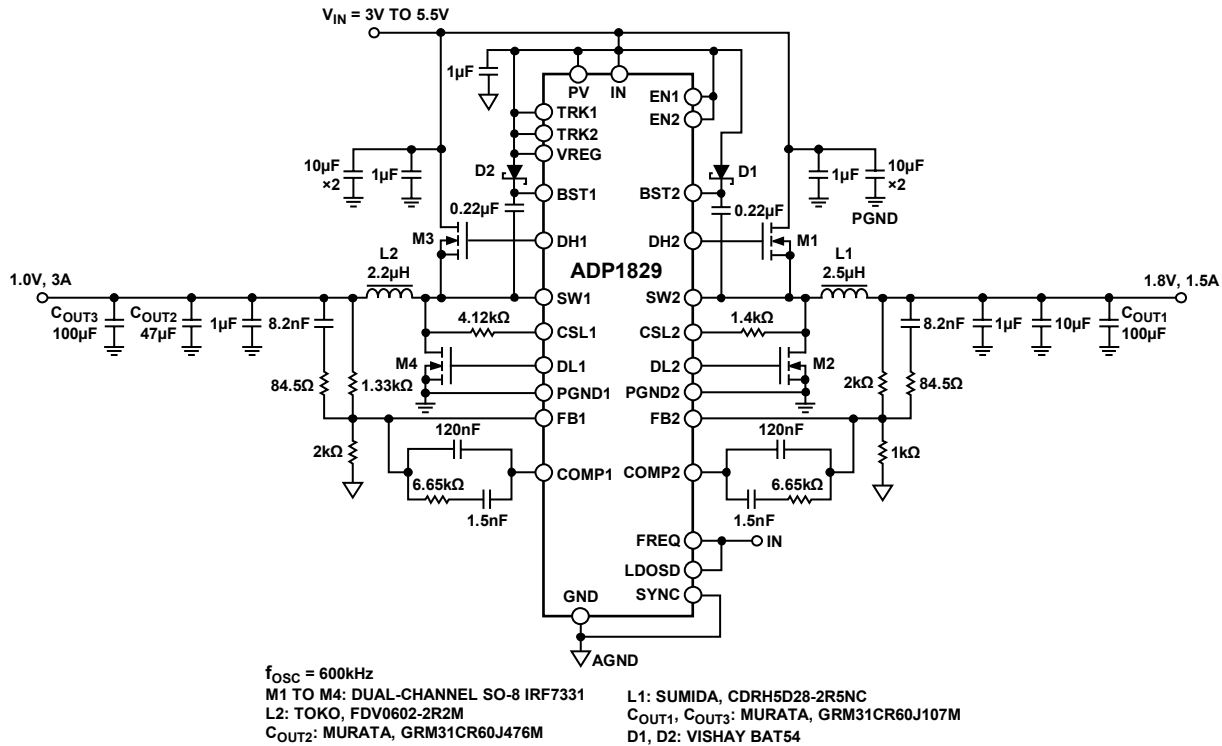 V_IN = 3V TO 5.5V
1µF
PV
IN
EN1
EN2
TRK1
TRK2
VREG
10µF
×2
1µF
D2
D1
1µF
10µF
×2
PGND
BST1
BST2
0.22µF
0.22µF
M3
DH1
DH2
M1
ADP1829
L2
2.2µH
L1
2.5µH
1.0V, 3A
1.8V, 1.5A
SW1
SW2
C_OUT3
100µF
C_OUT2
47µF
1µF
8.2nF
4.12kΩ
CSL1
CSL2
1.4kΩ
8.2nF
1µF
10µF
C_OUT1
100µF
M4
DL1
DL2
M2
84.5Ω
1.33kΩ
PGND1
PGND2
2kΩ
84.5Ω
FB1
FB2
2kΩ
120nF
120nF
1kΩ
COMP1
COMP2
6.65kΩ
6.65kΩ
1.5nF
1.5nF
FREQ
IN
LDOSD
SYNC
GND
AGND
f_OSC = 600kHz
M1 TO M4: DUAL-CHANNEL SO-8 IRF7331
L2: TOKO, FDV0602-2R2M
C_OUT2: MURATA, GRM31CR60J476M
L1: SUMIDA, CDRH5D28-2R5NC
C_OUT1, C_OUT3: MURATA, GRM31CR60J107M
D1, D2: VISHAY BAT54